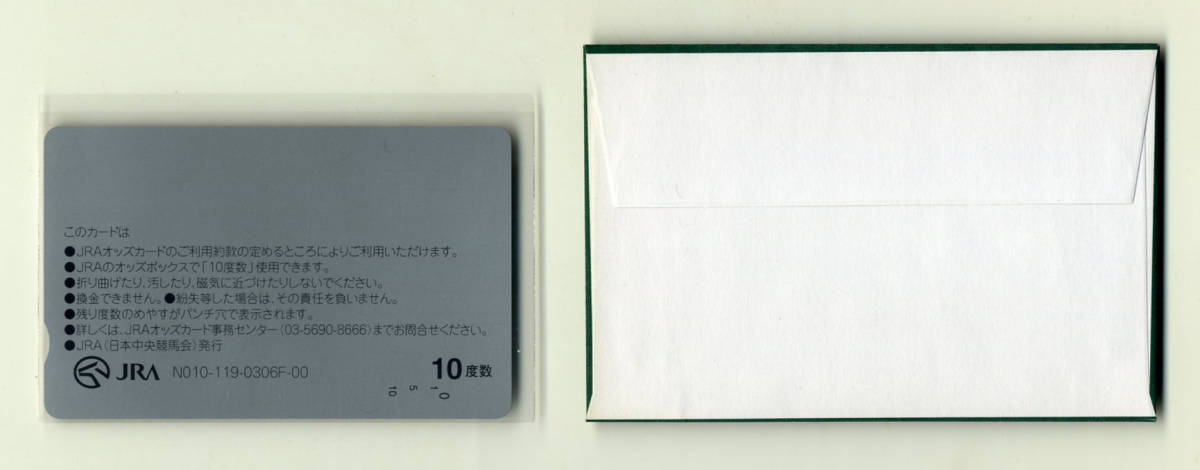 このカードは
●JRAオッズカードのご利用約款の定めるところによりご利用いただけます。
●JRAのオッズボックスで「10度数」使用できます。
●折り曲げたり、汚したり、磁気に近づけたりしないでください。
●換金できません。●紛失等した場合は、その責任を負いません。
●残り度数のめやすがパンチ穴で表示されます。
●詳しくは、JRAオッズカード事務センター(03-5690-8666)までお問合せください。
●JRA(日本中央競馬会)発行
JRA N010-119-0306F-00 10度数
10 5 1 0